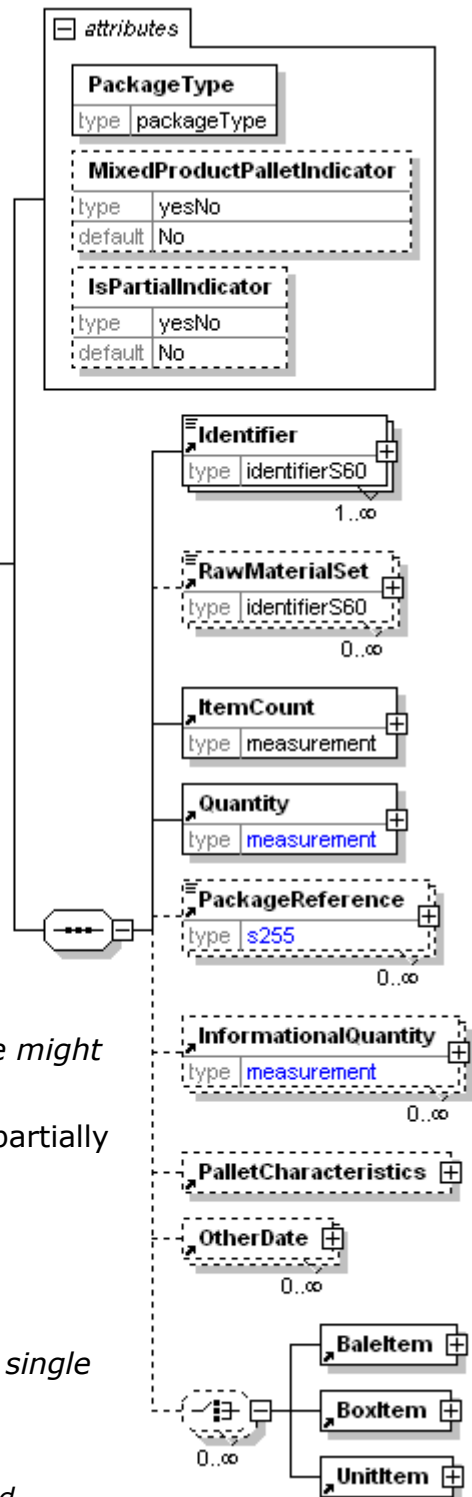 attributes
PackageType
type packageType
MixedProductPalletIndicator
type yesNo
default No
IsPartialIndicator
type yesNo
default No
Identifier
type identifierS60
1..∞
RawMaterialSet
type identifierS60
0..∞
ItemCount
type measurement
Quantity
type measurement
PackageReference
type s255
0..∞
e might
InformationalQuantity
type measurement
0..∞
partially
PalletCharacteristics
OtherDate
0..∞
single
BaleItem
BoxItem
0..∞
UnitItem